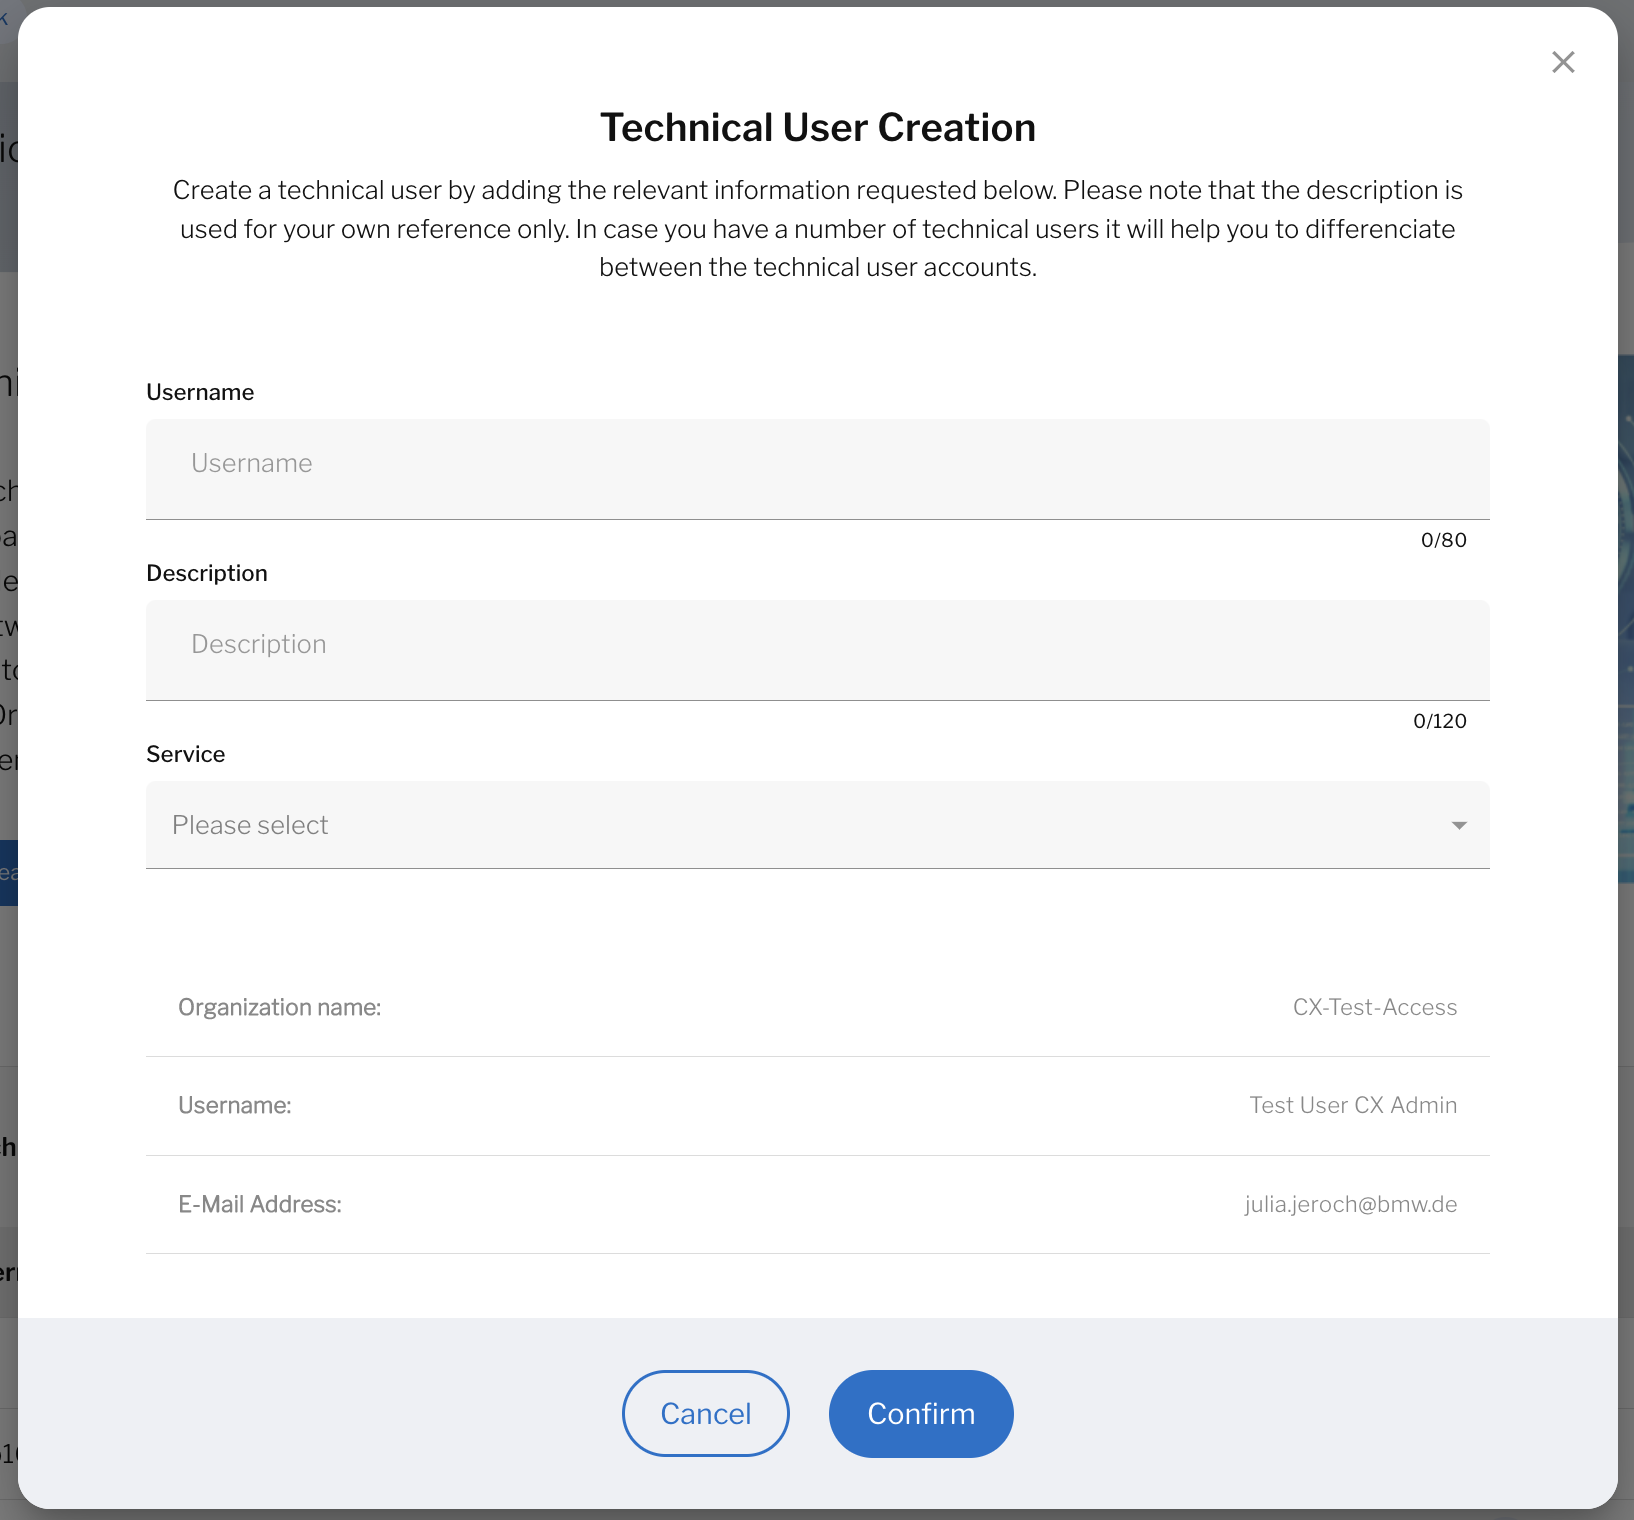 Technical User Creation
Create a technical user by adding the relevant information requested below. Please note that the description is
used for your own reference only. In case you have a number of technical users it will help you to differenciate
between the technical user accounts.
Username
Username
0/80
Description
Description
0/120
Service
Please select
Organization name: CX-Test-Access
Username: Test User CX Admin
E-Mail Address: julia.jeroch@bmw.de
Cancel Confirm